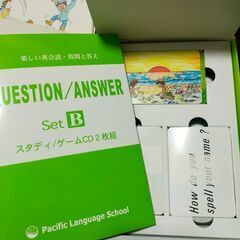 楽しい英会話・質問と答え
UESTION/ANSWER
Set B
スタディ/ゲームCD2枚組
Pacific Language School
How do you
spell your name ?